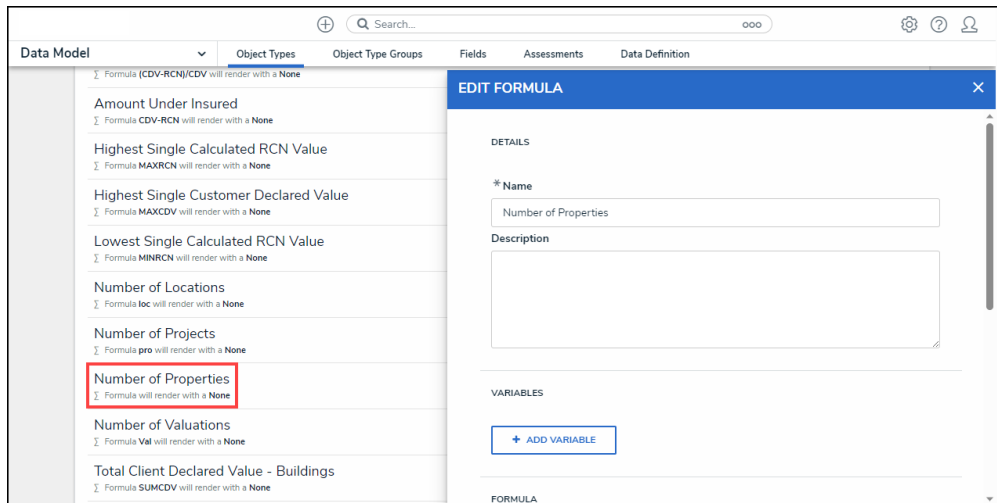 Search...
ooo
Data Model
Object Types
Object Type Groups
Fields
Assessments
Data Definition
∑ Formula (CDV-RCN)/CDV will render with a None
Amount Under Insured
∑ Formula CDV-RCN will render with a None
Highest Single Calculated RCN Value
∑ Formula MAXRCN will render with a None
Highest Single Customer Declared Value
∑ Formula MAXCDV will render with a None
Lowest Single Calculated RCN Value
∑ Formula MINRCN will render with a None
Number of Locations
∑ Formula loc will render with a None
Number of Projects
∑ Formula pro will render with a None
Number of Properties
∑ Formula will render with a None
Number of Valuations
∑ Formula Val will render with a None
Total Client Declared Value - Buildings
∑ Formula SUMCDV will render with a None
EDIT FORMULA
DETAILS
* Name
Number of Properties
Description
VARIABLES
+ ADD VARIABLE
FORMULA